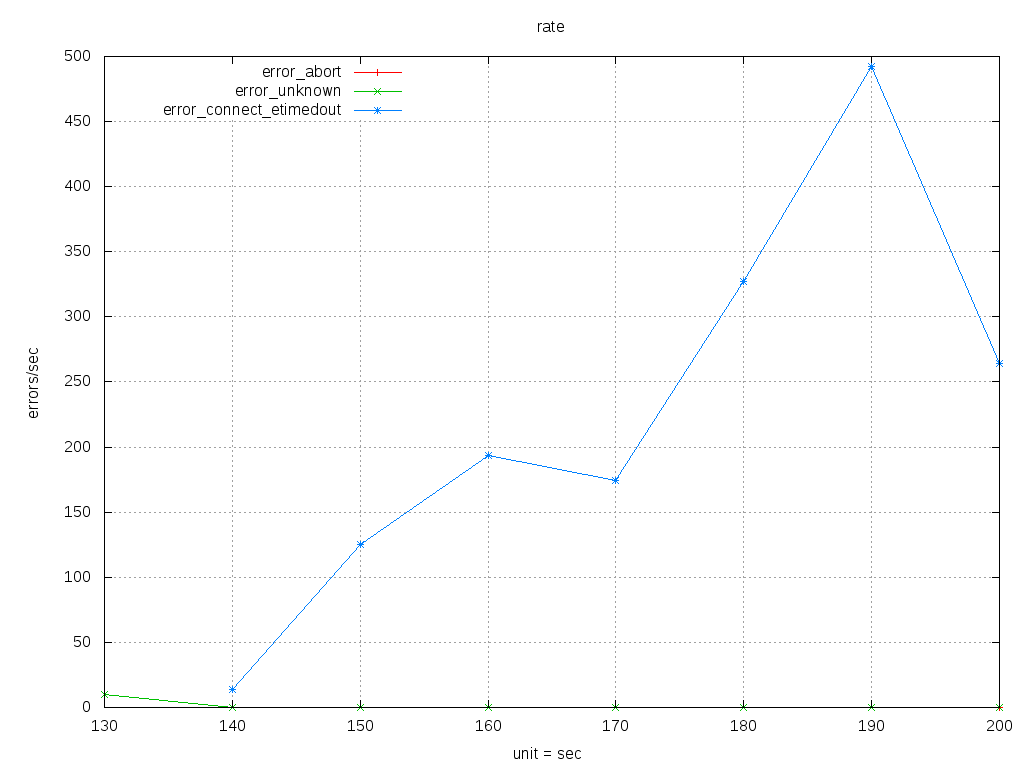 rate
500
450
400
350
300
250
200
150
100
50
0
error_abort
error_unknown
error_connect_etimedout
errors/sec
130 140 150 160 170 180 190 200
unit = sec